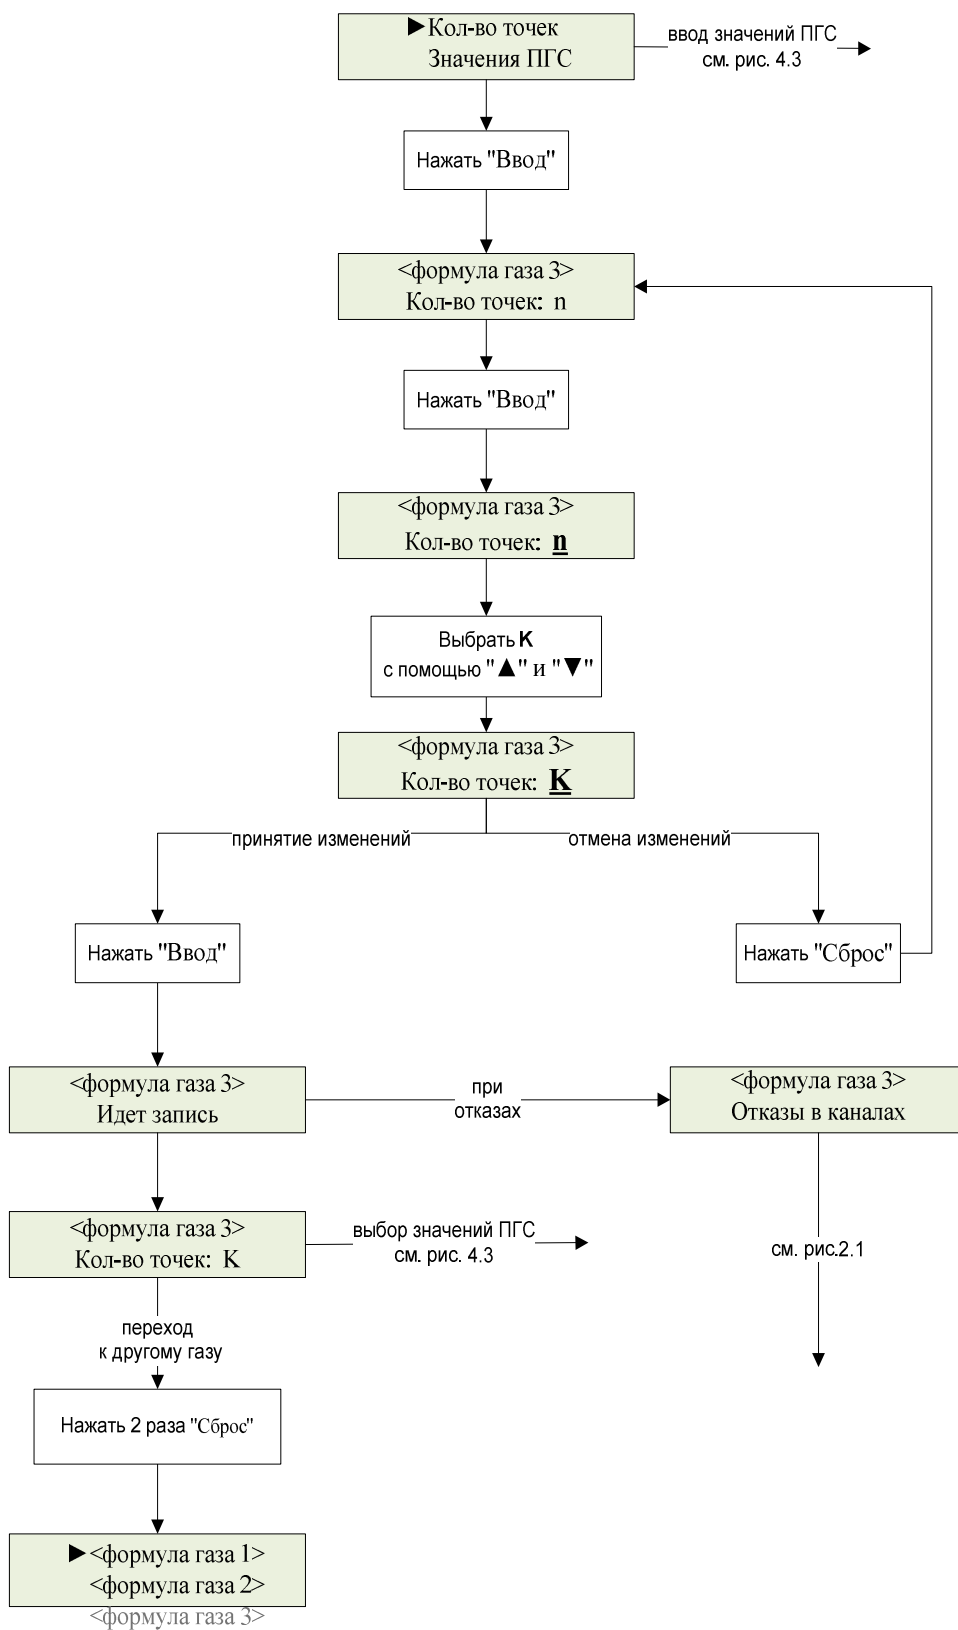 ▶Кол-во точек
Значения ПГС
ввод значений ПГС
см. рис. 4.3
Нажать "Ввод"
<формула газа 3>
Кол-во точек: n
Нажать "Ввод"
<формула газа 3>
Кол-во точек: n
Выбрать K
с помощью "▲" и "▼"
<формула газа 3>
Кол-во точек: K
принятие изменений
отмена изменений
Нажать "Ввод"
Нажать "Сброс"
<формула газа 3>
Идет запись
при
отказах
<формула газа 3>
Отказы в каналах
<формула газа 3>
Кол-во точек: K
выбор значений ПГС
см. рис. 4.3
см. рис.2.1
переход
к другому газу
Нажать 2 раза "Сброс"
▶<формула газа 1>
<формула газа 2>
<формула газа 3>